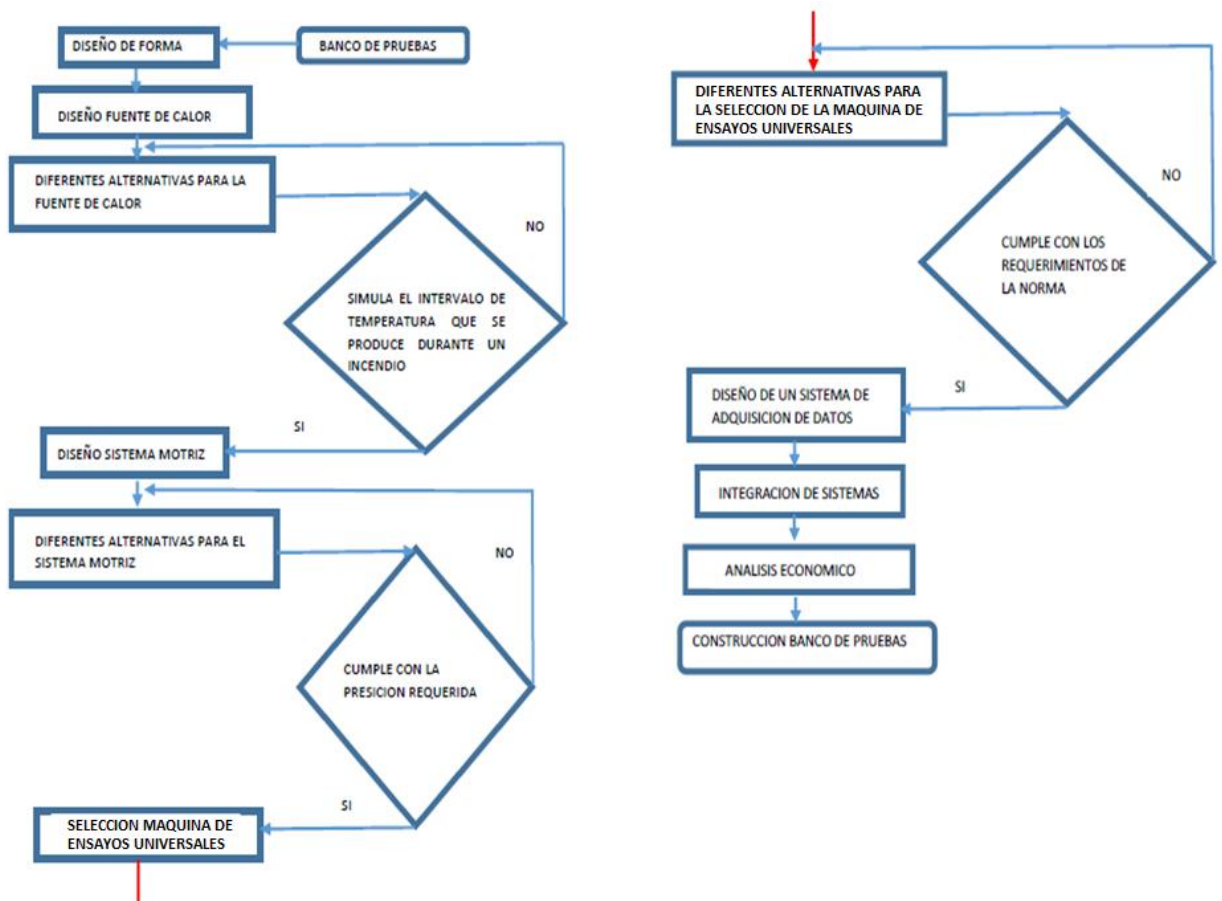 DISEÑO DE FORMA
BANCO DE PRUEBAS
DISEÑO FUENTE DE CALOR
DIFERENTES ALTERNATIVAS PARA LA
FUENTE DE CALOR
NO
SIMULA EL INTERVALO DE
TEMPERATURA QUE SE
PRODUCE DURANTE UN
INCENDIO
SI
DISEÑO SISTEMA MOTRIZ
DIFERENTES ALTERNATIVAS PARA EL
SISTEMA MOTRIZ
NO
CUMPLE CON LA
PRESICION REQUERIDA
SI
SELECCION MAQUINA DE
ENSAYOS UNIVERSALES
DIFERENTES ALTERNATIVAS PARA
LA SELECCION DE LA MAQUINA DE
ENSAYOS UNIVERSALES
NO
CUMPLE CON LOS
REQUERIMIENTOS DE
LA NORMA
SI
DISEÑO DE UN SISTEMA DE
ADQUISICION DE DATOS
INTEGRACION DE SISTEMAS
ANALISIS ECONOMICO
CONSTRUCCION BANCO DE PRUEBAS